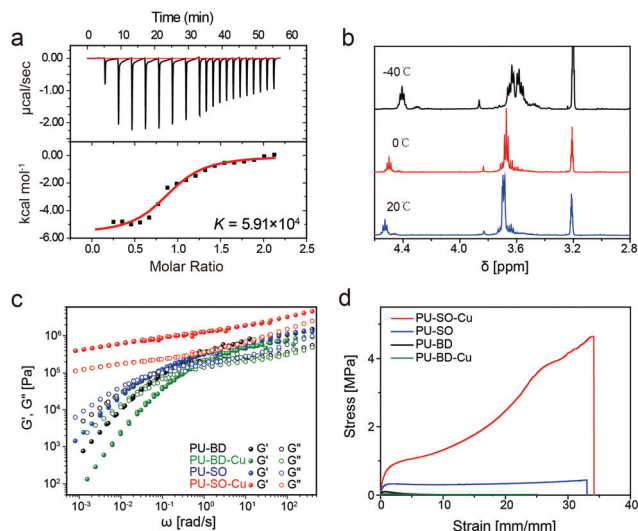 a
Time (min)
0 10 20 30 40 50 60
μcal/sec
0.00
-1.00
-2.00
kcal mol⁻¹
0.00
-2.00
-4.00
-6.00
K = 5.91×10⁴
0.0 0.5 1.0 1.5 2.0 2.5
Molar Ratio
b
-40℃
0℃
20℃
4.4 4.0 3.6 3.2 2.8
δ [ppm]
c
G', G'' [Pa]
10⁶
10⁵
10⁴
10³
10²
PU-BD G' G''
PU-BD-Cu G' G''
PU-SO G' G''
PU-SO-Cu G' G''
10⁻³ 10⁻² 10⁻¹ 10⁰ 10¹ 10²
ω [rad/s]
d
Stress [MPa]
4
2
0
PU-SO-Cu
PU-SO
PU-BD
PU-BD-Cu
0 10 20 30 40
Strain [mm/mm]